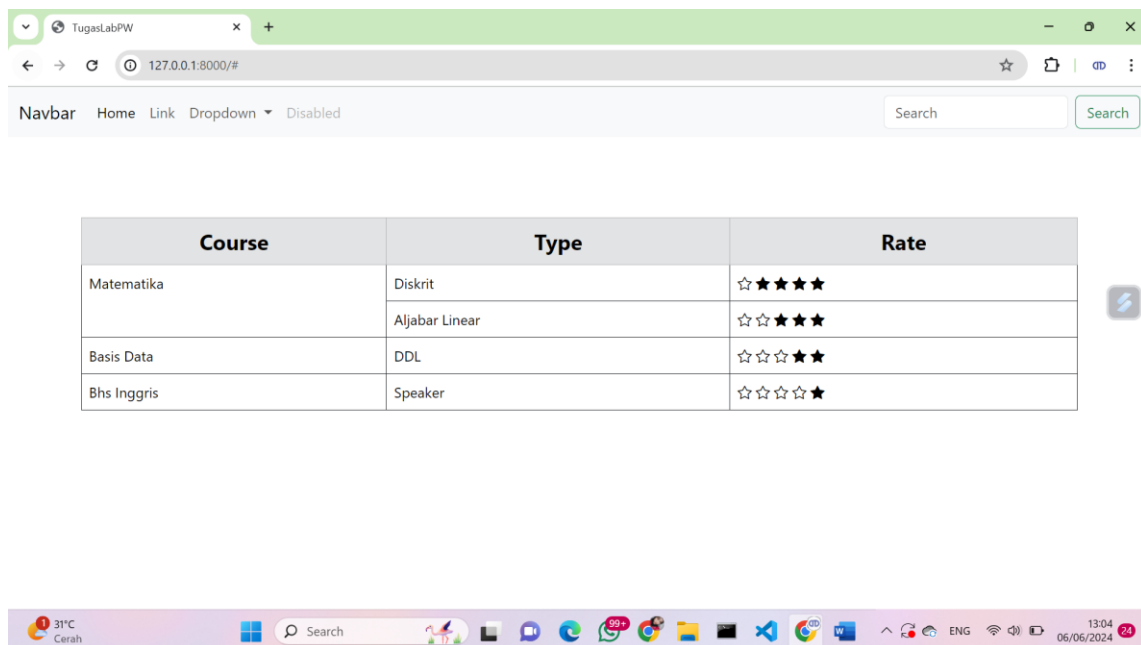 TugasLabPW
127.0.0.1:8000/#
Navbar Home Link Dropdown Disabled Search Search
Course Type Rate
Matematika Diskrit ☆★★★★
Aljabar Linear ☆☆★★★
Basis Data DDL ☆☆☆★★
Bhs Inggris Speaker ☆☆☆☆★
1 31°C Search 99+ ENG 13:04 24
Cerah 06/06/2024